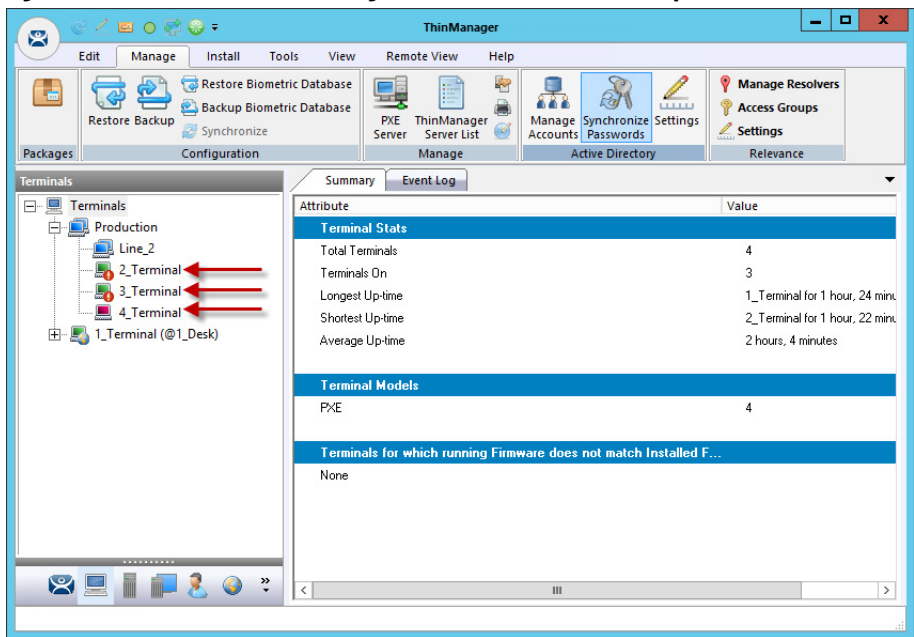 ThinManager
Edit Manage Install Tools View Remote View Help
Packages
Restore Backup
Restore Biometric Database
Backup Biometric Database
Synchronize
Configuration
PXE Server
ThinManager Server List
Manage
Manage Accounts
Synchronize Passwords
Settings
Active Directory
Manage Resolvers
Access Groups
Settings
Relevance
Terminals
Terminals
Production
Line_2
2_Terminal
3_Terminal
4_Terminal
1_Terminal (@1_Desk)
Summary Event Log
Attribute Value
Terminal Stats
Total Terminals 4
Terminals On 3
Longest Up-time 1_Terminal for 1 hour, 24 minu
Shortest Up-time 2_Terminal for 1 hour, 22 minu
Average Up-time 2 hours, 4 minutes
Terminal Models
PXE 4
Terminals for which running Firmware does not match Installed F...
None